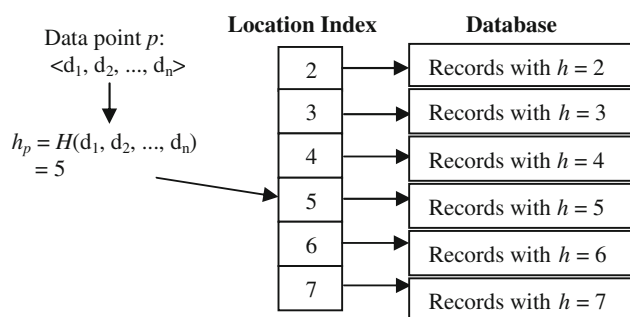 Location Index
Database
Data point p:
<d₁, d₂, ..., dₙ>
hₚ = H(d₁, d₂, ..., dₙ)
= 5
2
Records with h = 2
3
Records with h = 3
4
Records with h = 4
5
Records with h = 5
6
Records with h = 6
7
Records with h = 7